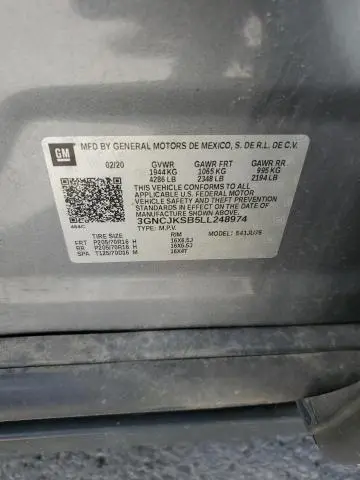 GM
MFD BY GENERAL MOTORS DE MEXICO, S. DE R.L. DE C.V.
02/20 GVWR GAWR FRT GAWR RR
1944 KG 1065 KG 995 KG
4286 LB 2348 LB 2194 LB
THIS VEHICLE CONFORMS TO ALL
APPLICABLE U.S. FEDERAL MOTOR
VEHICLE SAFETY AND THEFT PREVENTION
STANDARDS IN EFFECT ON THE DATE OF
MANUFACTURE SHOWN ABOVE.
3GNCJKSB5LL248974
TYPE: M.P.V. MODEL:
TIRE SIZE RIM
FRT P205/70R16 H 16X6.5J
RR P205/70R16 H 16X6.5J
SPA T125/70D16 M 16X4T